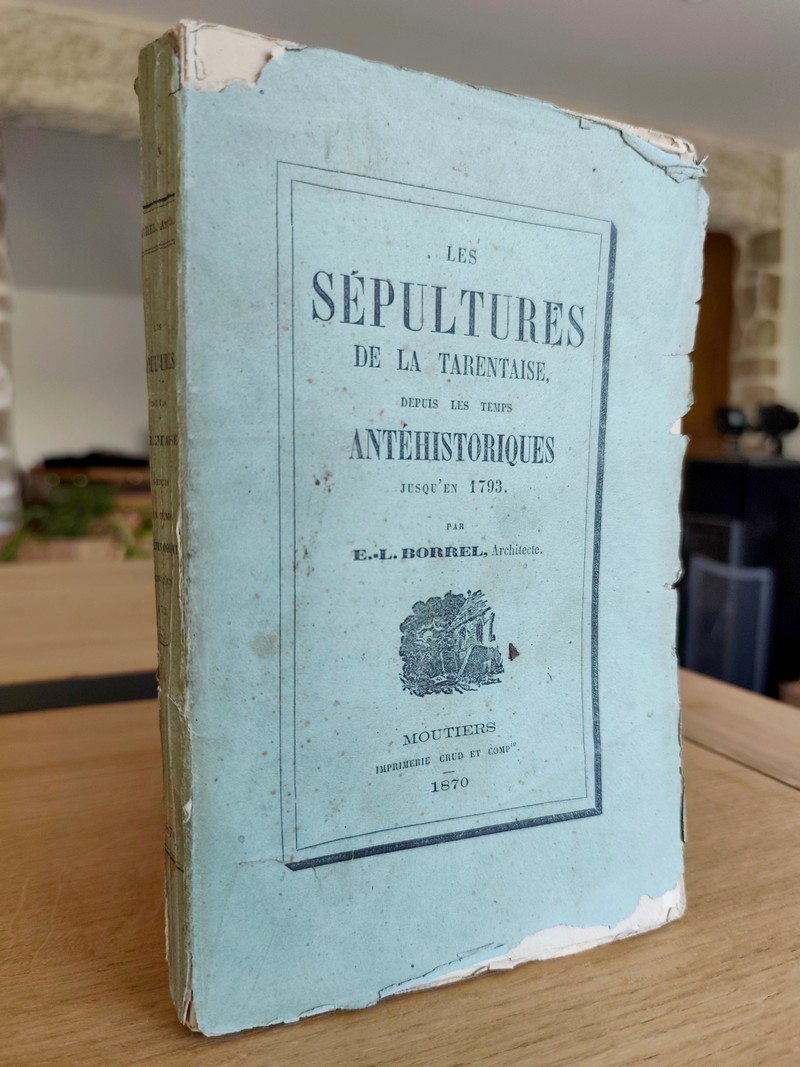 LES
SÉPULTURES
DE LA TARENTAISE,
DEPUIS LES TEMPS
ANTÉHISTORIQUES
JUSQU'EN 1793.
PAR
E.-L. BORREL, Architecte.
MOUTIERS
IMPRIMERIE CRUD ET COMPie.
1870